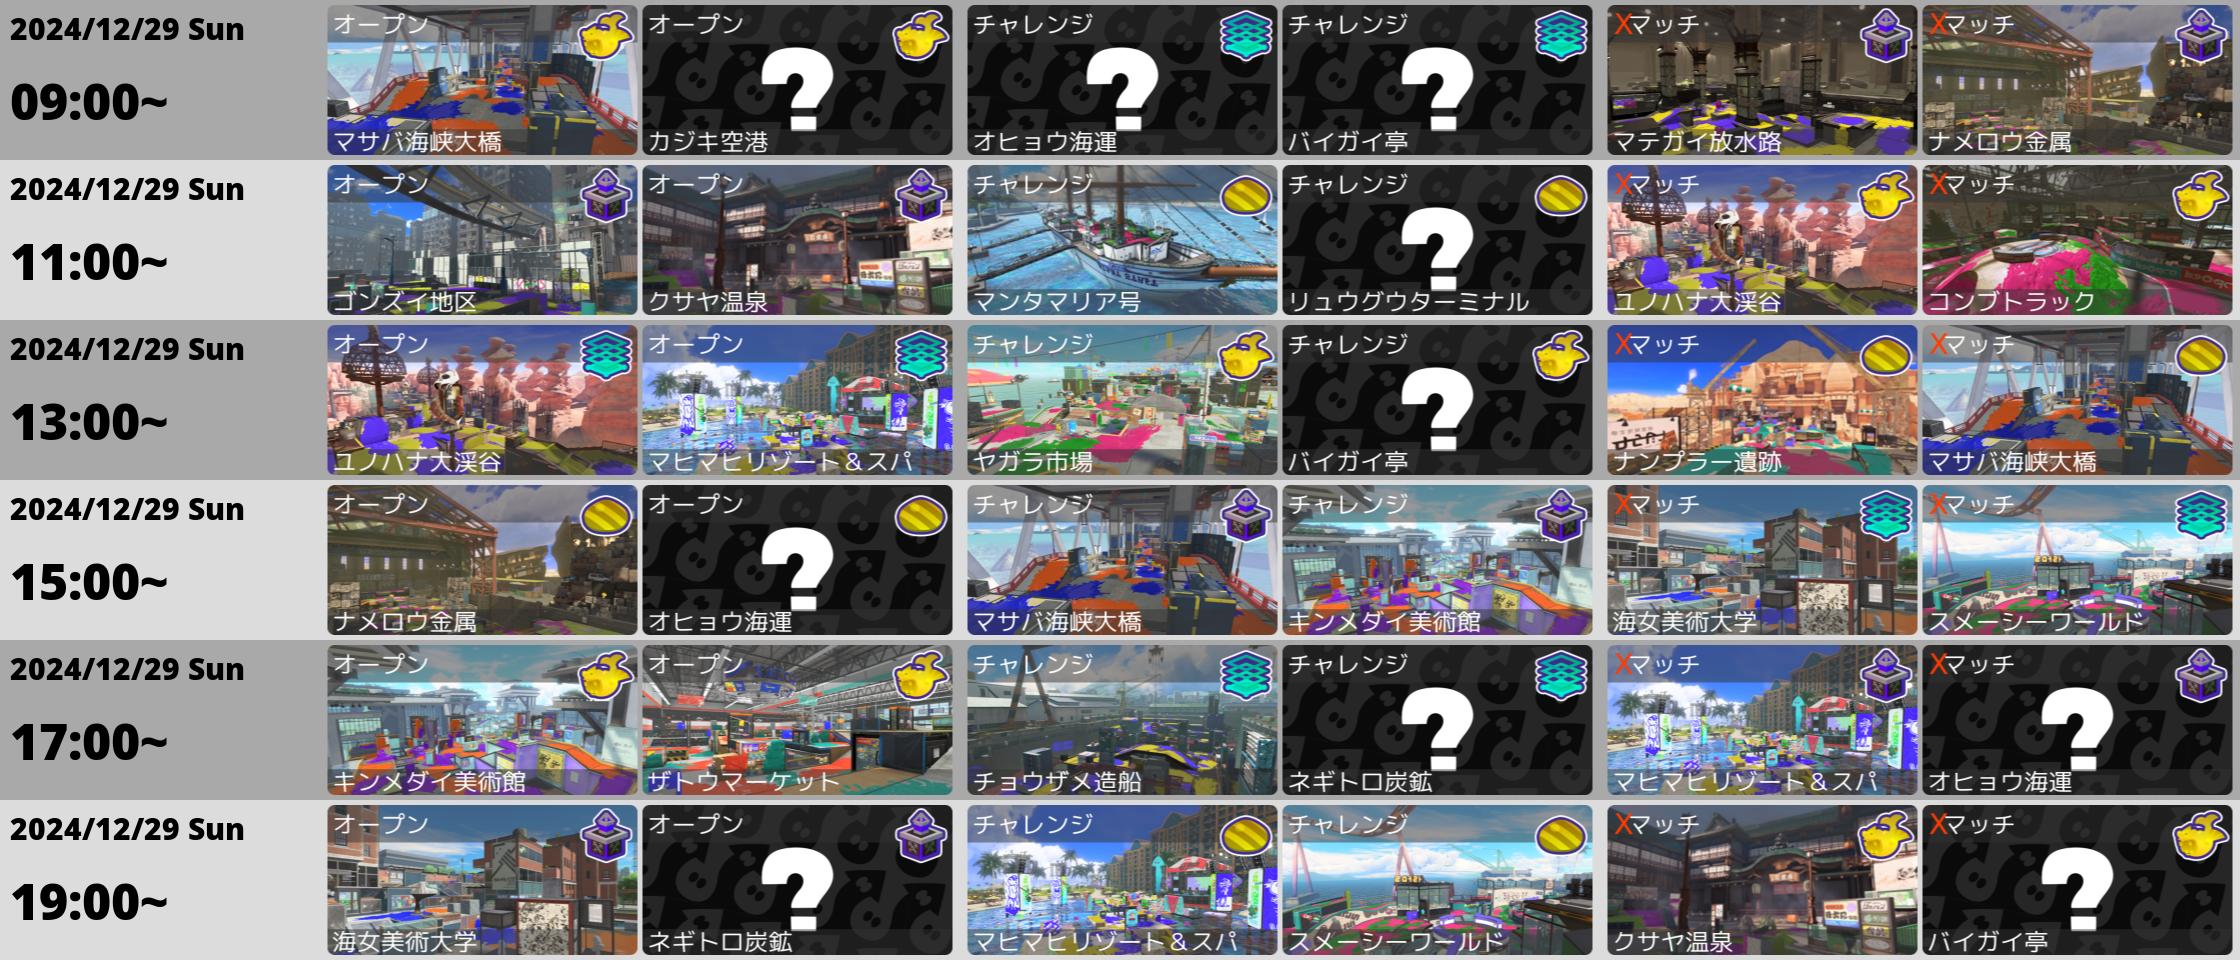 2024/12/29 Sun
09:00~
オープン
マサバ海峡大橋
オープン
?
カジキ空港
チャレンジ
?
オヒョウ海運
チャレンジ
?
バイガイ亭
Xマッチ
マテガイ放水路
Xマッチ
ナメロウ金属
2024/12/29 Sun
11:00~
オープン
ゴンズイ地区
オープン
クサヤ温泉
チャレンジ
マンタマリア号
チャレンジ
?
リュウグウターミナル
Xマッチ
ユノハナ大渓谷
Xマッチ
コンブトラック
2024/12/29 Sun
13:00~
オープン
ユノハナ大渓谷
オープン
マヒマヒリゾート＆スパ
チャレンジ
ヤガラ市場
チャレンジ
?
バイガイ亭
Xマッチ
ナンプラー遺跡
Xマッチ
マサバ海峡大橋
2024/12/29 Sun
15:00~
オープン
ナメロウ金属
オープン
?
オヒョウ海運
チャレンジ
マサバ海峡大橋
チャレンジ
キンメダイ美術館
Xマッチ
海女美術大学
Xマッチ
スメーシーワールド
2024/12/29 Sun
17:00~
オープン
キンメダイ美術館
オープン
ザトウマーケット
チャレンジ
チョウザメ造船
チャレンジ
?
ネギトロ炭鉱
Xマッチ
マヒマヒリゾート＆スパ
Xマッチ
?
オヒョウ海運
2024/12/29 Sun
19:00~
オープン
海女美術大学
オープン
?
ネギトロ炭鉱
チャレンジ
マヒマヒリゾート＆スパ
チャレンジ
スメーシーワールド
Xマッチ
クサヤ温泉
Xマッチ
?
バイガイ亭